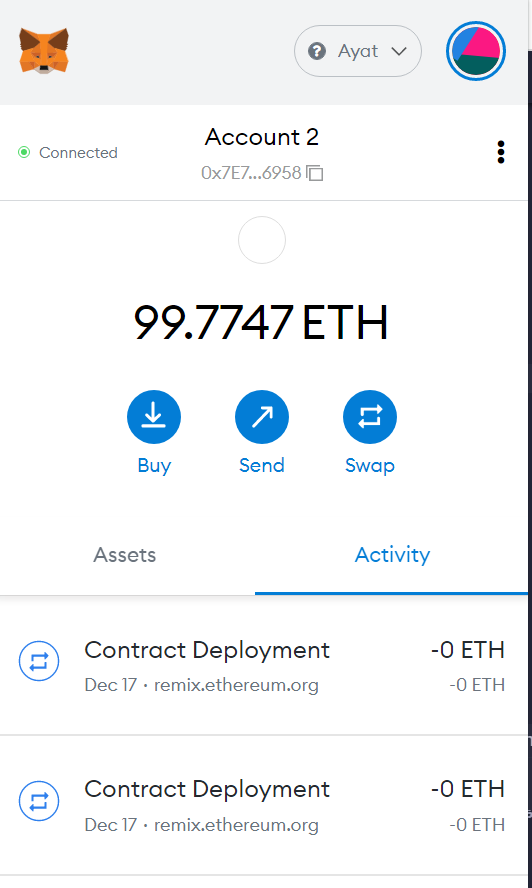 ? Ayat
Connected
Account 2
0x7E7...6958
99.7747 ETH
Buy Send Swap
Assets Activity
Contract Deployment -0 ETH
Dec 17 · remix.ethereum.org -0 ETH
Contract Deployment -0 ETH
Dec 17 · remix.ethereum.org -0 ETH